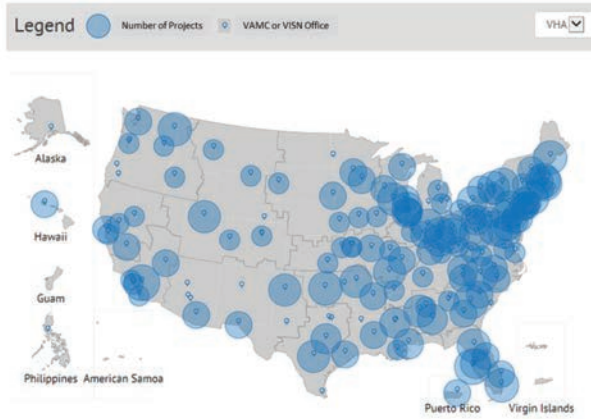 Legend Number of Projects VAMC or VISN Office VHA
Alaska
Hawaii
Guam
Philippines American Samoa
Puerto Rico Virgin Islands